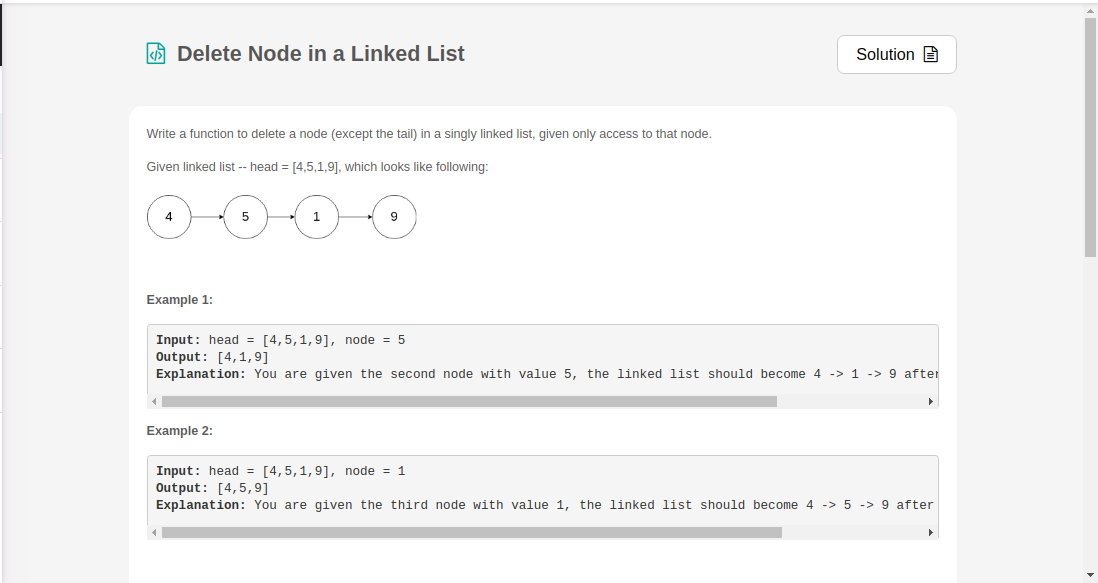 Delete Node in a Linked List
Solution
Write a function to delete a node (except the tail) in a singly linked list, given only access to that node.
Given linked list -- head = [4,5,1,9], which looks like following:
4 5 1 9
Example 1:
Input: head = [4,5,1,9], node = 5
Output: [4,1,9]
Explanation: You are given the second node with value 5, the linked list should become 4 -> 1 -> 9 after
Example 2:
Input: head = [4,5,1,9], node = 1
Output: [4,5,9]
Explanation: You are given the third node with value 1, the linked list should become 4 -> 5 -> 9 after